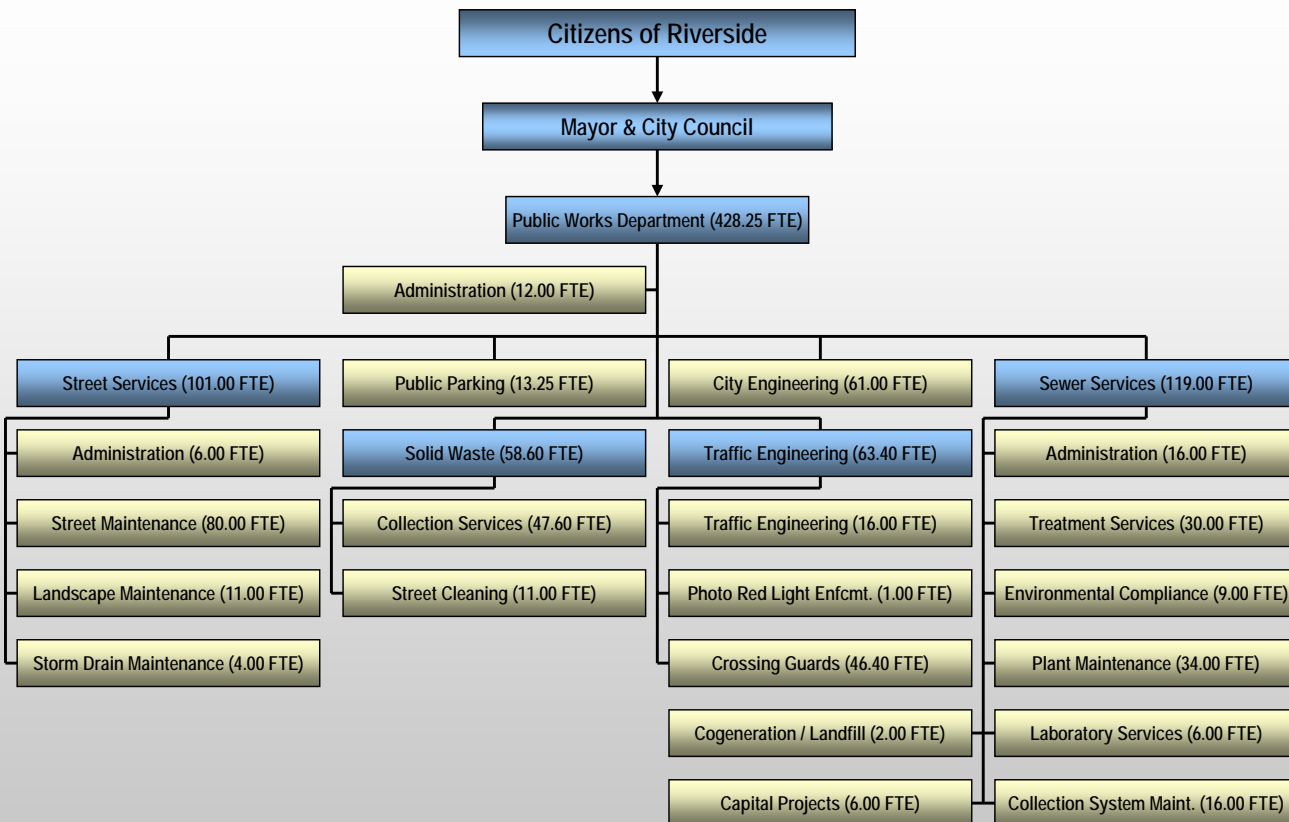 Citizens of Riverside
Mayor & City Council
Public Works Department (428.25 FTE)
Administration (12.00 FTE)
Street Services (101.00 FTE)
Public Parking (13.25 FTE)
City Engineering (61.00 FTE)
Sewer Services (119.00 FTE)
Administration (6.00 FTE)
Solid Waste (58.60 FTE)
Traffic Engineering (63.40 FTE)
Administration (16.00 FTE)
Street Maintenance (80.00 FTE)
Collection Services (47.60 FTE)
Traffic Engineering (16.00 FTE)
Treatment Services (30.00 FTE)
Landscape Maintenance (11.00 FTE)
Street Cleaning (11.00 FTE)
Photo Red Light Enfcmt. (1.00 FTE)
Environmental Compliance (9.00 FTE)
Storm Drain Maintenance (4.00 FTE)
Crossing Guards (46.40 FTE)
Plant Maintenance (34.00 FTE)
Cogeneration / Landfill (2.00 FTE)
Laboratory Services (6.00 FTE)
Capital Projects (6.00 FTE)
Collection System Maint. (16.00 FTE)